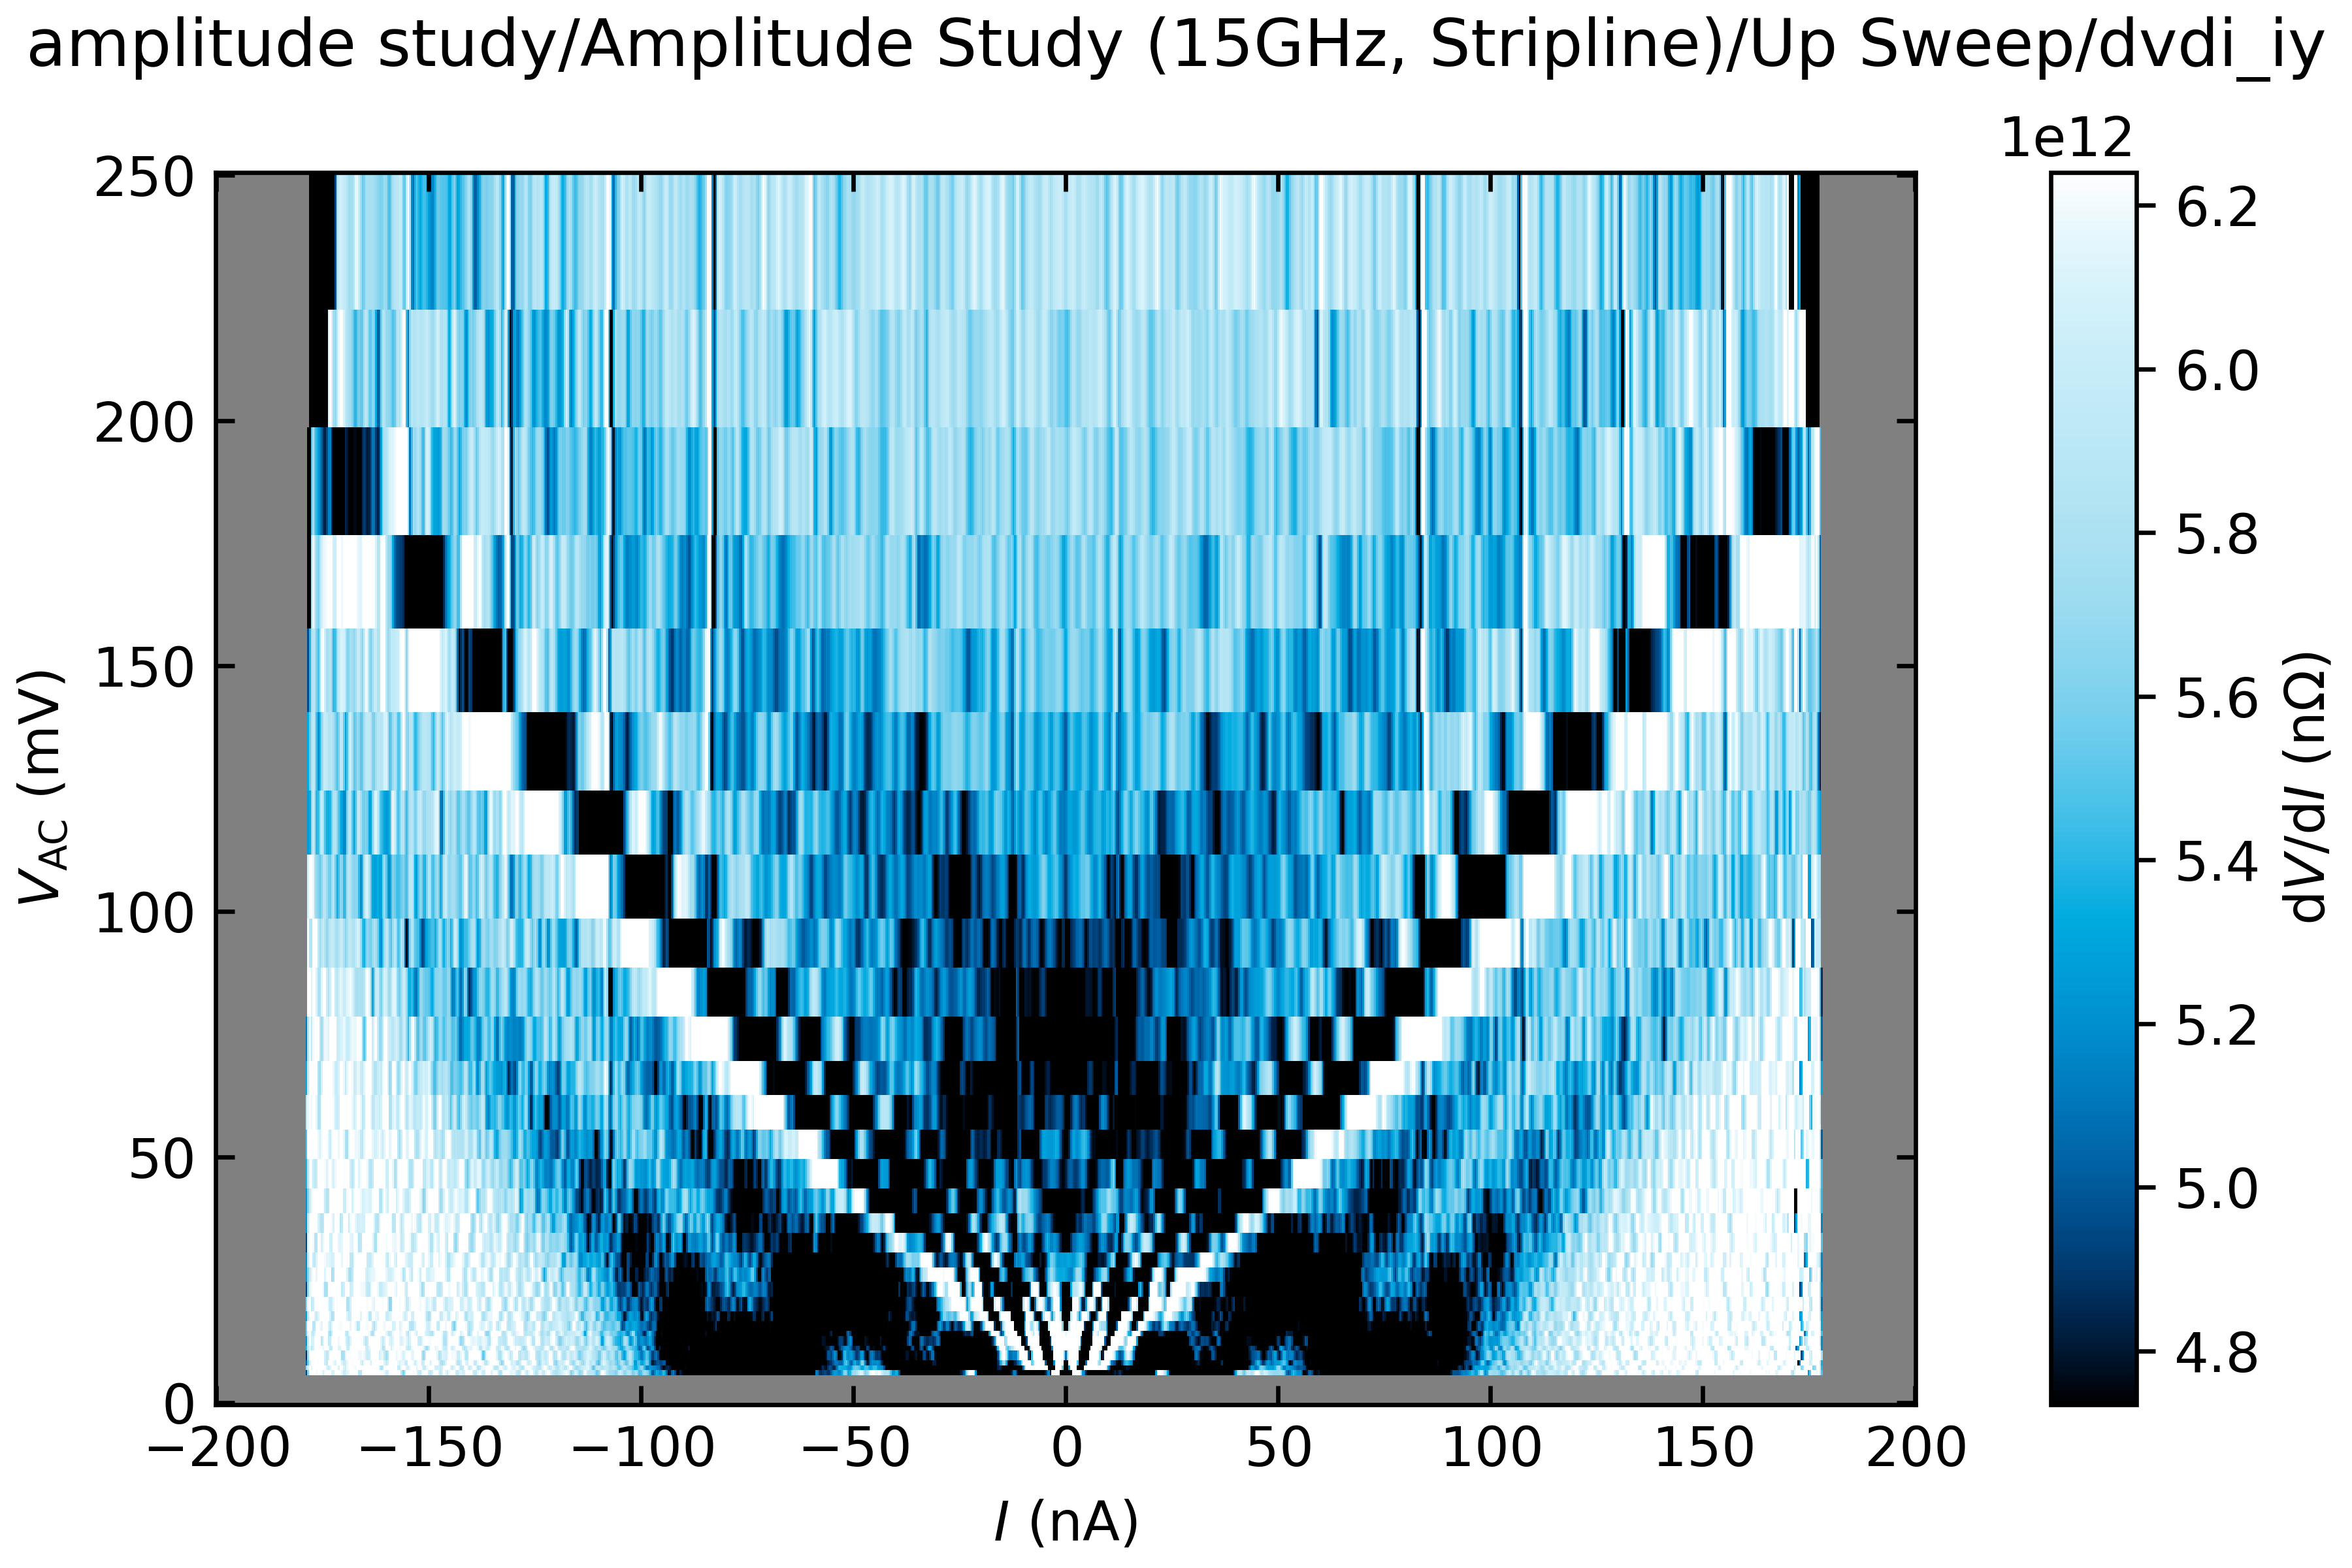 amplitude study/Amplitude Study (15GHz, Stripline)/Up Sweep/dvdi_iy
1e12
250
200
150
100
50
0
V_AC (mV)
−200 −150 −100 −50 0 50 100 150 200
I (nA)
6.2
6.0
5.8
5.6
5.4
5.2
5.0
4.8
dV/dI (nΩ)